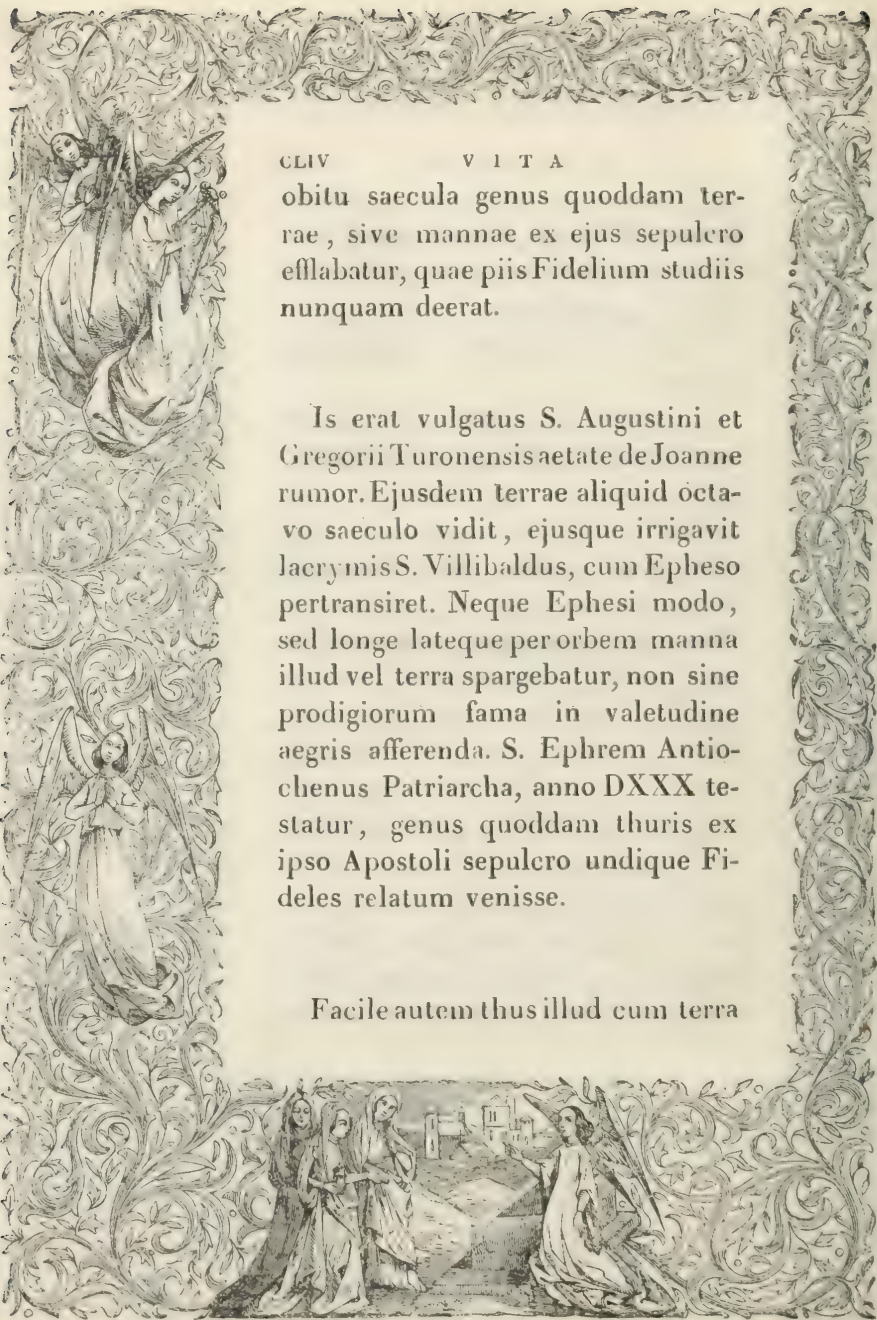 CLIV VITA
obitu saecula genus quoddam ter-
rae, sive mannae ex ejus sepulcro
efflabatur, quae piis Fidelium studiis
nunquam deerat.
Is erat vulgatus S. Augustini et
Gregorii Turonensis aetate de Joanne
rumor. Ejusdem terrae aliquid octa-
vo saeculo vidit, ejusque irrigavit
lacrymis S. Villibaldus, cum Epheso
pertransiret. Neque Ephesi modo,
sed longe lateque per orbem manna
illud vel terra spargebatur, non sine
prodigiorum fama in valetudine
aegris afferenda. S. Ephrem Antio-
chenus Patriarcha, anno DXXX te-
statur, genus quoddam thuris ex
ipso Apostoli sepulcro undique Fi-
deles relatum venisse.
Facile autem thus illud cum terra